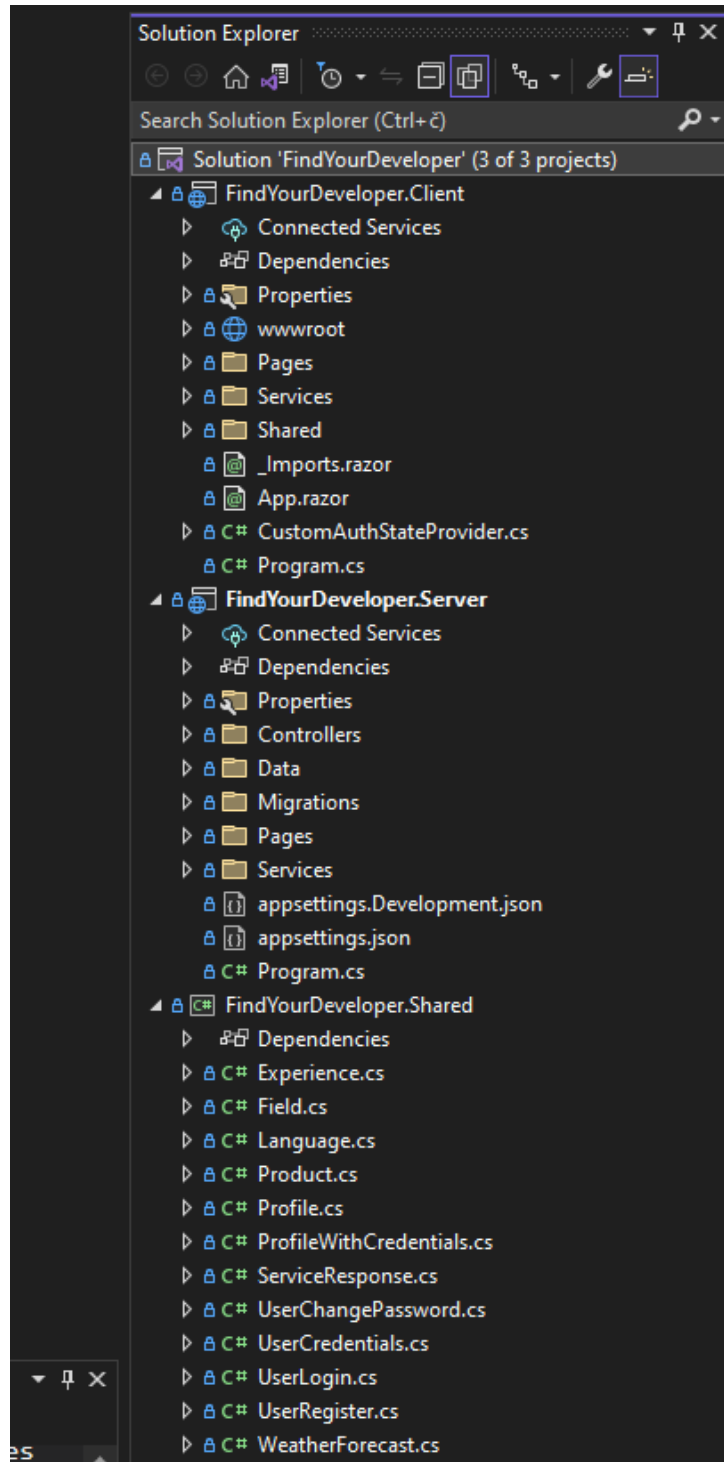 Solution Explorer
Search Solution Explorer (Ctrl+č)
Solution 'FindYourDeveloper' (3 of 3 projects)
FindYourDeveloper.Client
Connected Services
Dependencies
Properties
wwwroot
Pages
Services
Shared
_Imports.razor
App.razor
C# CustomAuthStateProvider.cs
C# Program.cs
FindYourDeveloper.Server
Connected Services
Dependencies
Properties
Controllers
Data
Migrations
Pages
Services
appsettings.Development.json
appsettings.json
C# Program.cs
C# FindYourDeveloper.Shared
Dependencies
C# Experience.cs
C# Field.cs
C# Language.cs
C# Product.cs
C# Profile.cs
C# ProfileWithCredentials.cs
C# ServiceResponse.cs
C# UserChangePassword.cs
C# UserCredentials.cs
C# UserLogin.cs
C# UserRegister.cs
C# WeatherForecast.cs